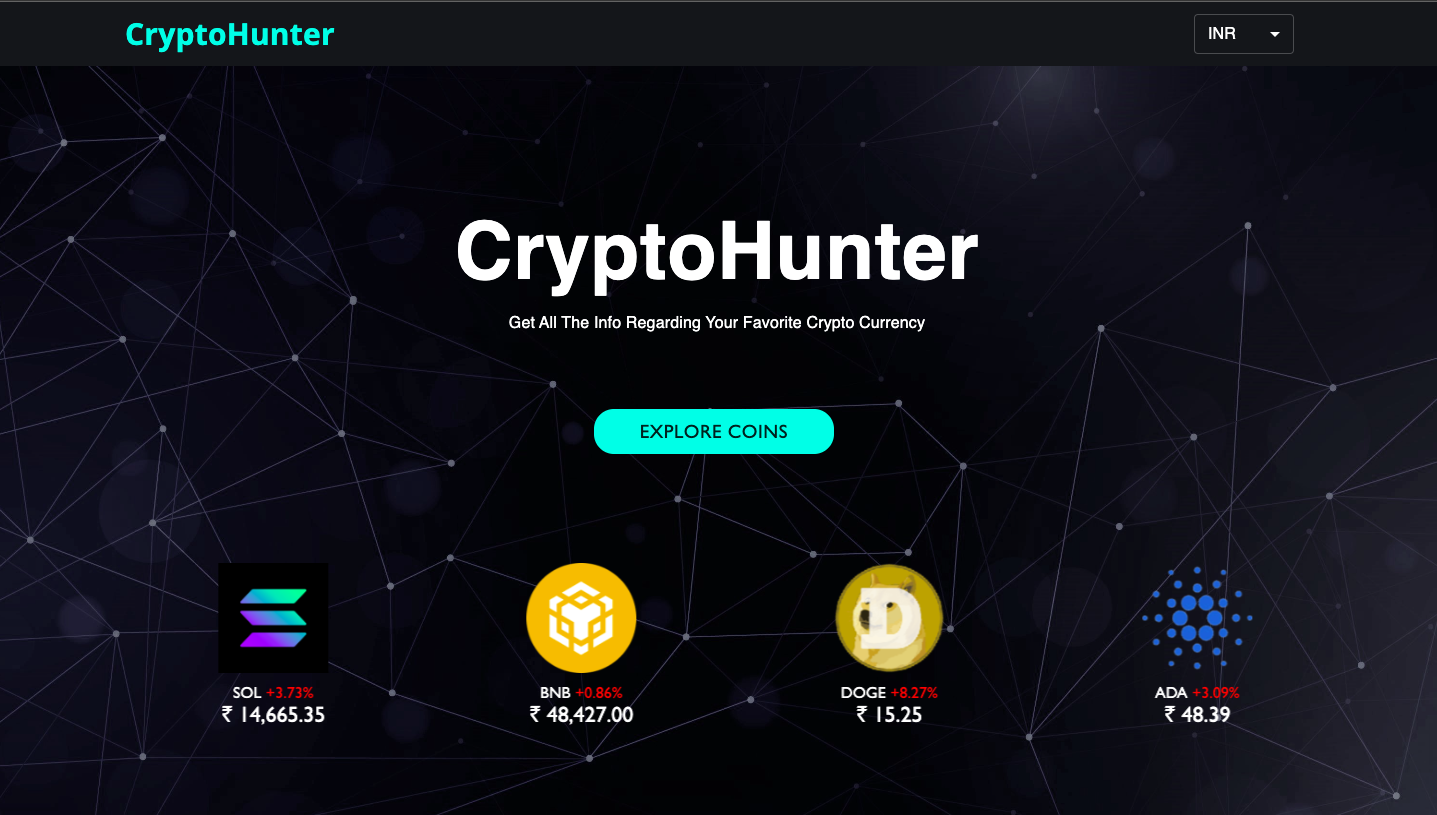 CryptoHunter
INR
CryptoHunter
Get All The Info Regarding Your Favorite Crypto Currency
EXPLORE COINS
SOL +3.73%
₹ 14,665.35
BNB +0.86%
₹ 48,427.00
D
DOGE +8.27%
₹ 15.25
ADA +3.09%
₹ 48.39